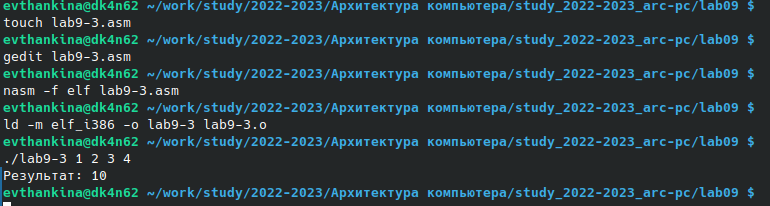 evthankina@dk4n62 ~/work/study/2022-2023/Архитектура компьютера/study_2022-2023_arc-pc/lab09 $
touch lab9-3.asm
evthankina@dk4n62 ~/work/study/2022-2023/Архитектура компьютера/study_2022-2023_arc-pc/lab09 $
gedit lab9-3.asm
evthankina@dk4n62 ~/work/study/2022-2023/Архитектура компьютера/study_2022-2023_arc-pc/lab09 $
nasm -f elf lab9-3.asm
evthankina@dk4n62 ~/work/study/2022-2023/Архитектура компьютера/study_2022-2023_arc-pc/lab09 $
ld -m elf_i386 -o lab9-3 lab9-3.o
evthankina@dk4n62 ~/work/study/2022-2023/Архитектура компьютера/study_2022-2023_arc-pc/lab09 $
./lab9-3 1 2 3 4
Результат: 10
evthankina@dk4n62 ~/work/study/2022-2023/Архитектура компьютера/study_2022-2023_arc-pc/lab09 $